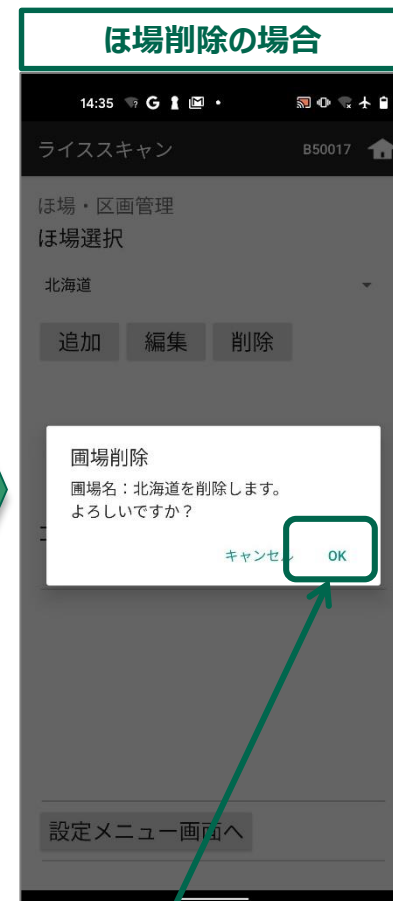 ほ場削除の場合
14:35
ライススキャン B50017
ほ場・区画管理
ほ場選択
北海道
追加 編集 削除
圃場削除
圃場名：北海道を削除します。
よろしいですか？
キャンセル OK
設定メニュー画面へ